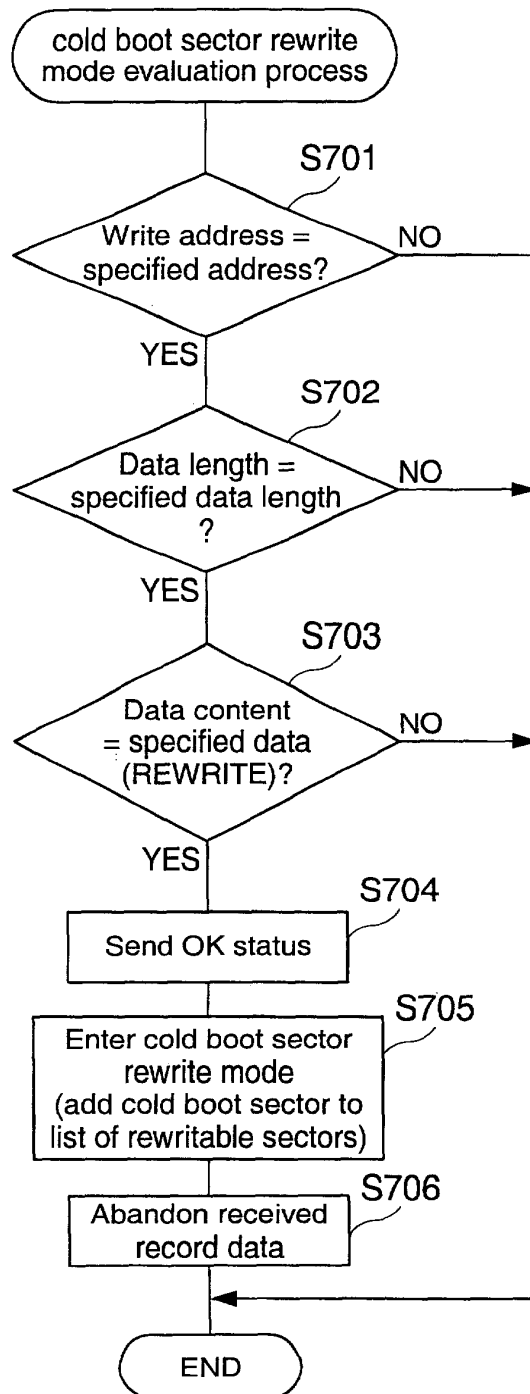 cold boot sector rewrite
mode evaluation process
S701
Write address =
specified address?
NO
YES
S702
Data length =
specified data length
?
NO
YES
S703
Data content
= specified data
(REWRITE)?
NO
YES
S704
Send OK status
S705
Enter cold boot sector
rewrite mode
(add cold boot sector to
list of rewritable sectors)
S706
Abandon received
record data
END